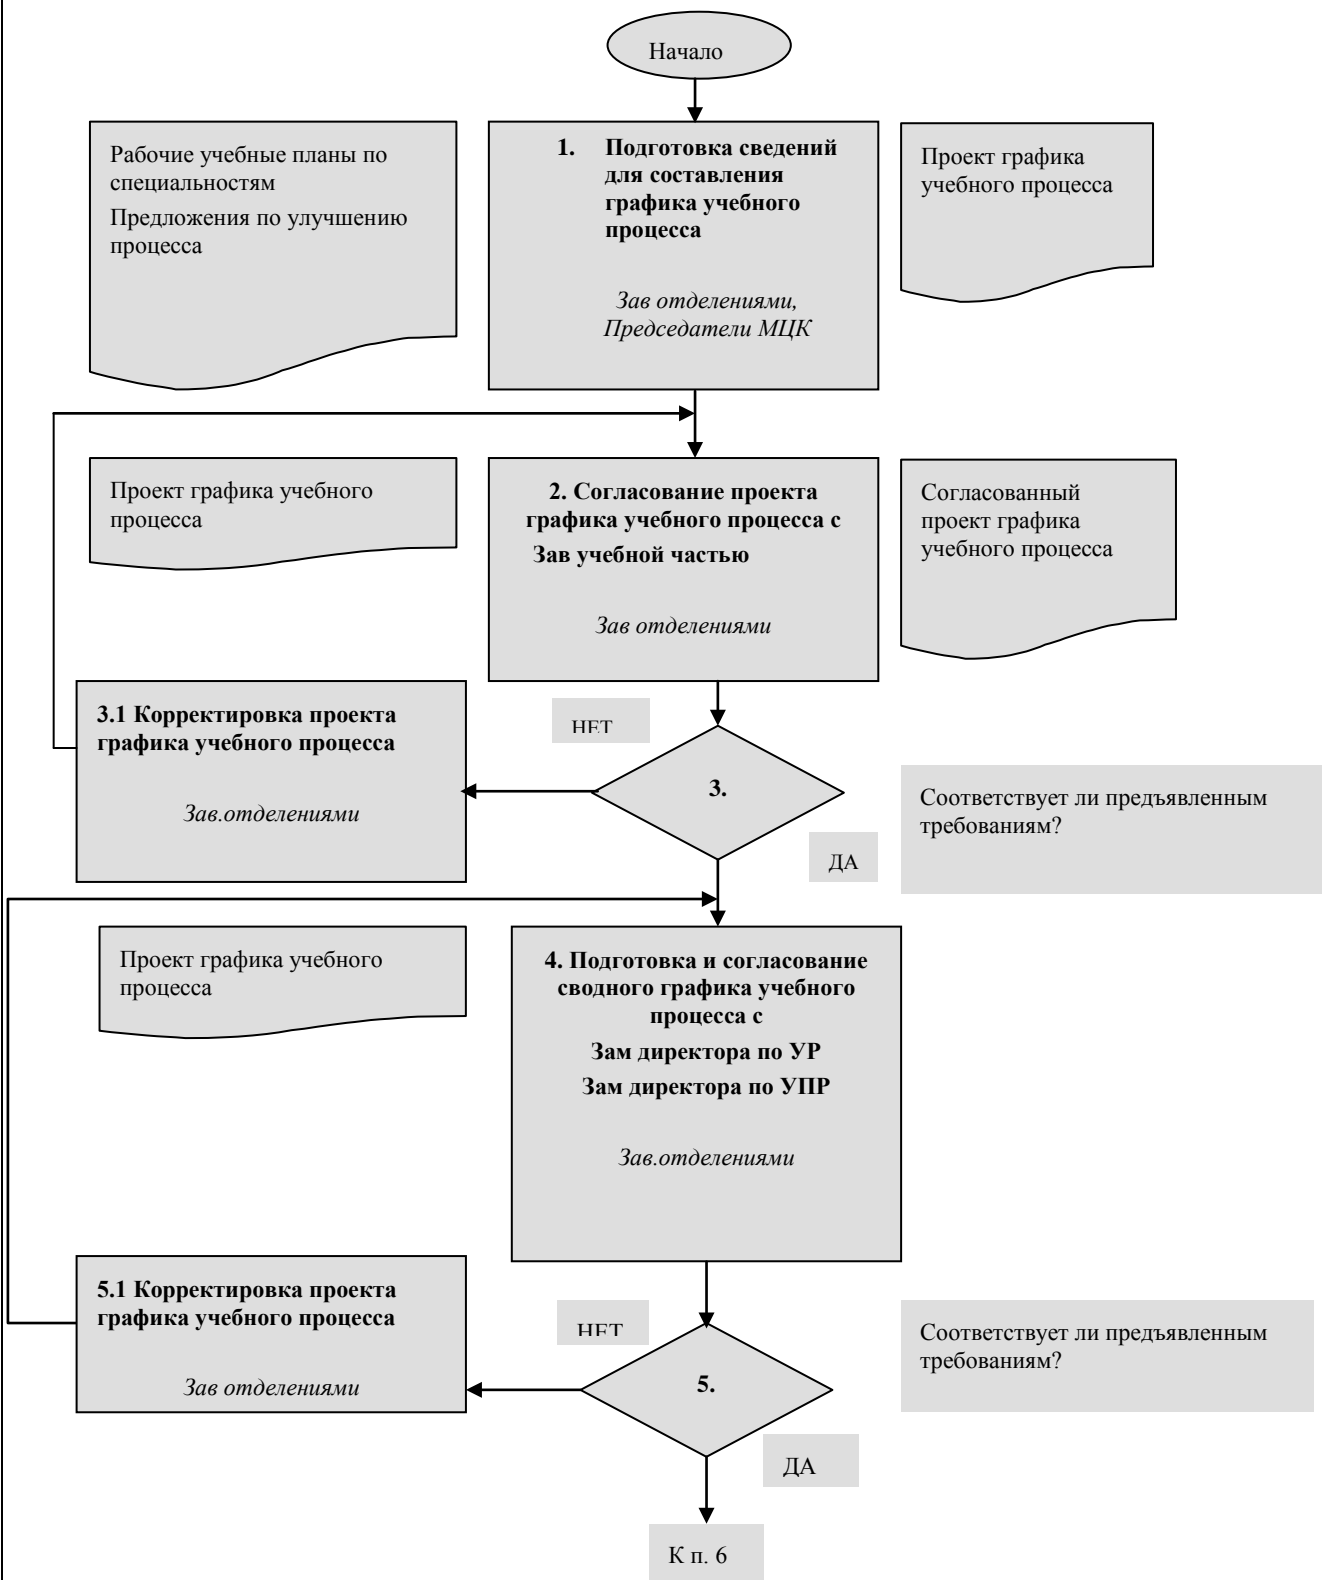 Начало
Рабочие учебные планы по
специальностям
Предложения по улучшению
процесса
1. Подготовка сведений
для составления
графика учебного
процесса
Зав отделениями,
Председатели МЦК
Проект графика
учебного процесса
Проект графика учебного
процесса
2. Согласование проекта
графика учебного процесса с
Зав учебной частью
Зав отделениями
Согласованный
проект графика
учебного процесса
3.1 Корректировка проекта
графика учебного процесса
Зав.отделениями
НЕТ
3.
ДА
Соответствует ли предъявленным
требованиям?
Проект графика учебного
процесса
4. Подготовка и согласование
сводного графика учебного
процесса с
Зам директора по УР
Зам директора по УПР
Зав.отделениями
5.1 Корректировка проекта
графика учебного процесса
Зав отделениями
НЕТ
5.
ДА
Соответствует ли предъявленным
требованиям?
К п. 6